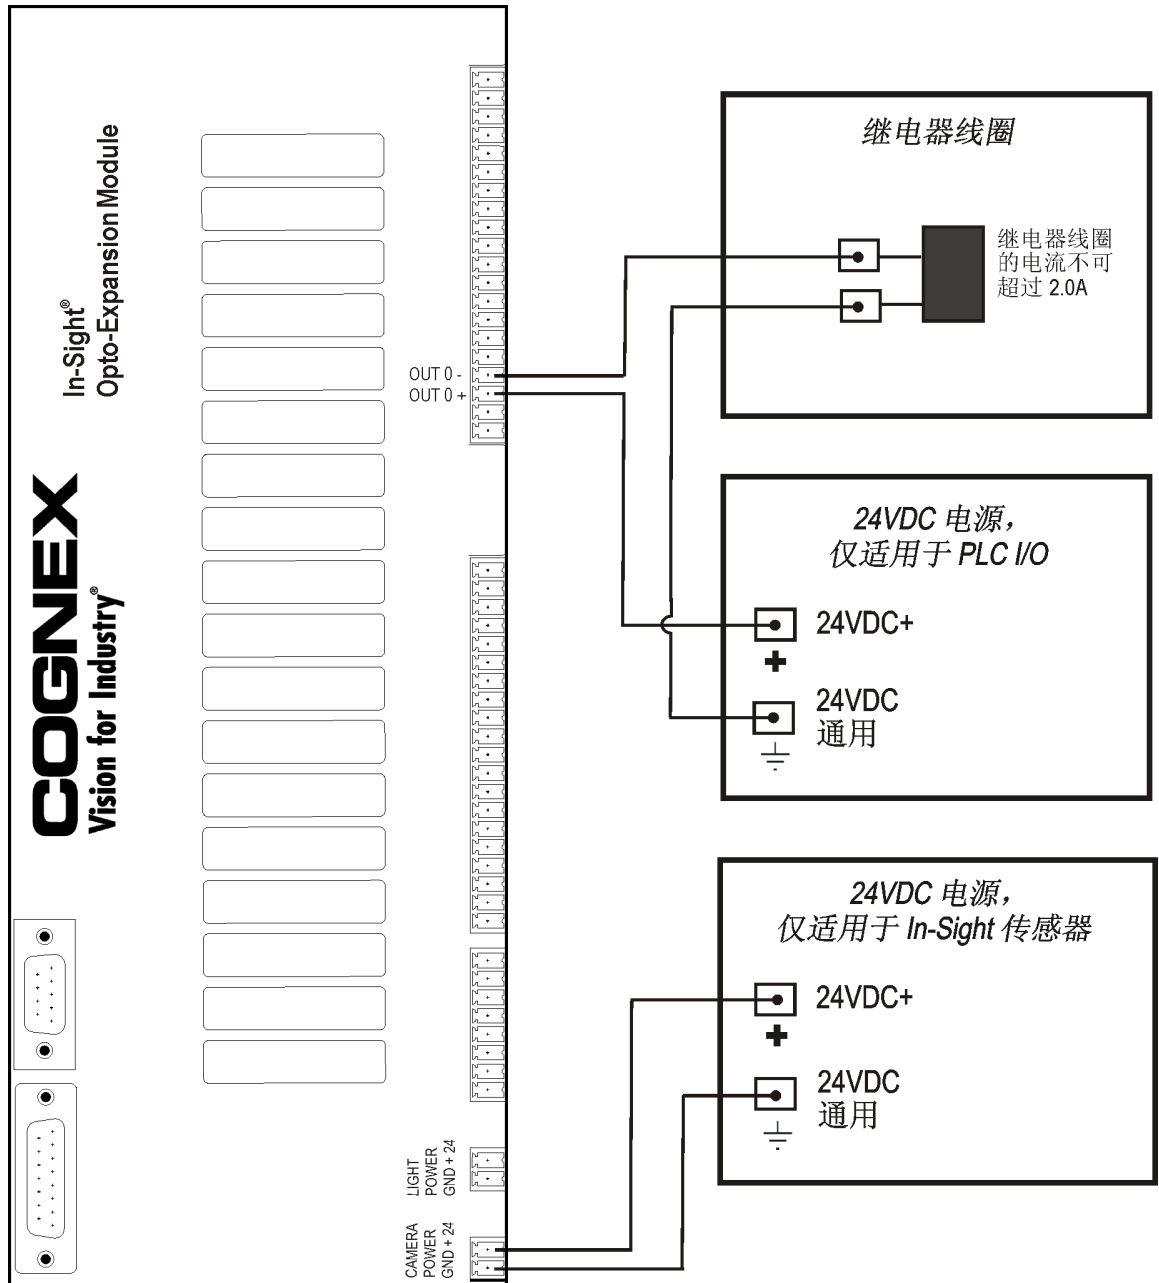 In-Sight®
Opto-Expansion Module
COGNEX
Vision for Industry®
OUT 0 -
OUT 0 +
LIGHT
POWER
GND + 24
CAMERA
POWER
GND + 24
继电器线圈
继电器线圈
的电流不可
超过 2.0A
24VDC 电源，
仅适用于 PLC I/O
24VDC+
24VDC
通用
24VDC 电源，
仅适用于 In-Sight 传感器
24VDC+
24VDC
通用